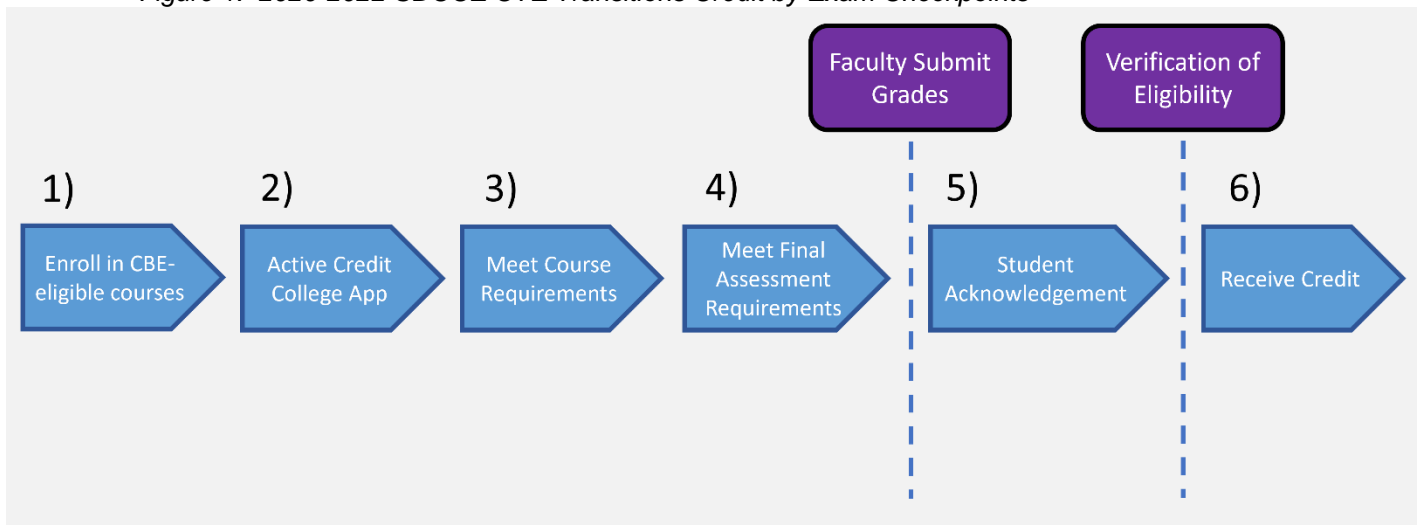 Faculty Submit
Grades
Verification of
Eligibility
1)
2)
3)
4)
5)
6)
Enroll in CBE-
eligible courses
Active Credit
College App
Meet Course
Requirements
Meet Final
Assessment
Requirements
Student
Acknowledgement
Receive Credit